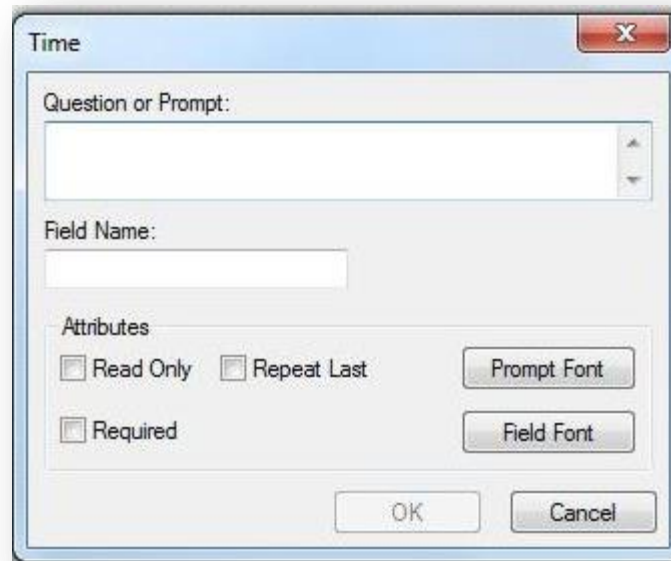 Time
Question or Prompt:
Field Name:
Attributes
Read Only Repeat Last Prompt Font
Required Field Font
OK Cancel